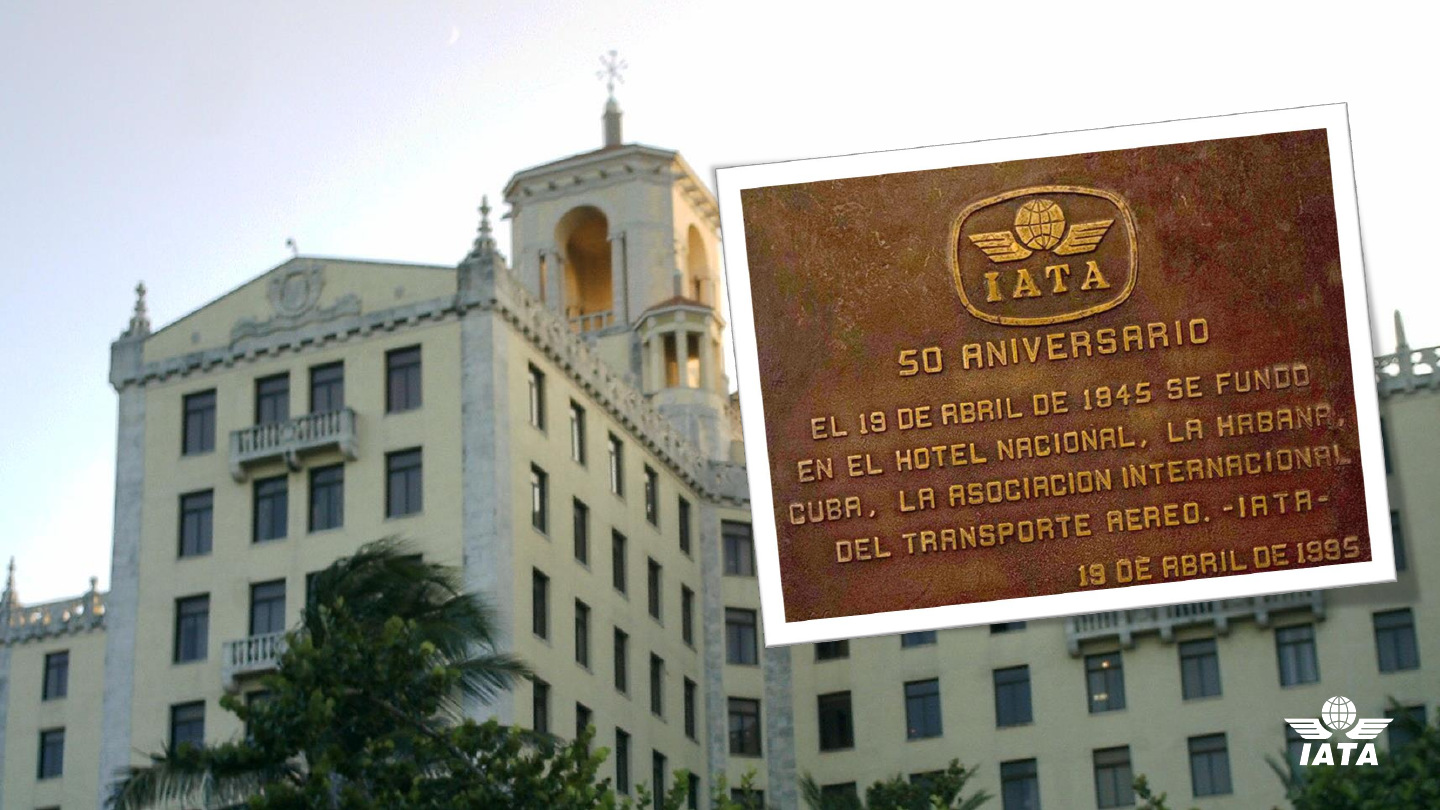 IATA
50 ANIVERSARIO
EL 19 DE ABRIL DE 1945 SE FUNDO
EN EL HOTEL NACIONAL, LA HABANA,
CUBA, LA ASOCIACION INTERNACIONAL
DEL TRANSPORTE AEREO. -IATA-
19 DE ABRIL DE 1995
IATA